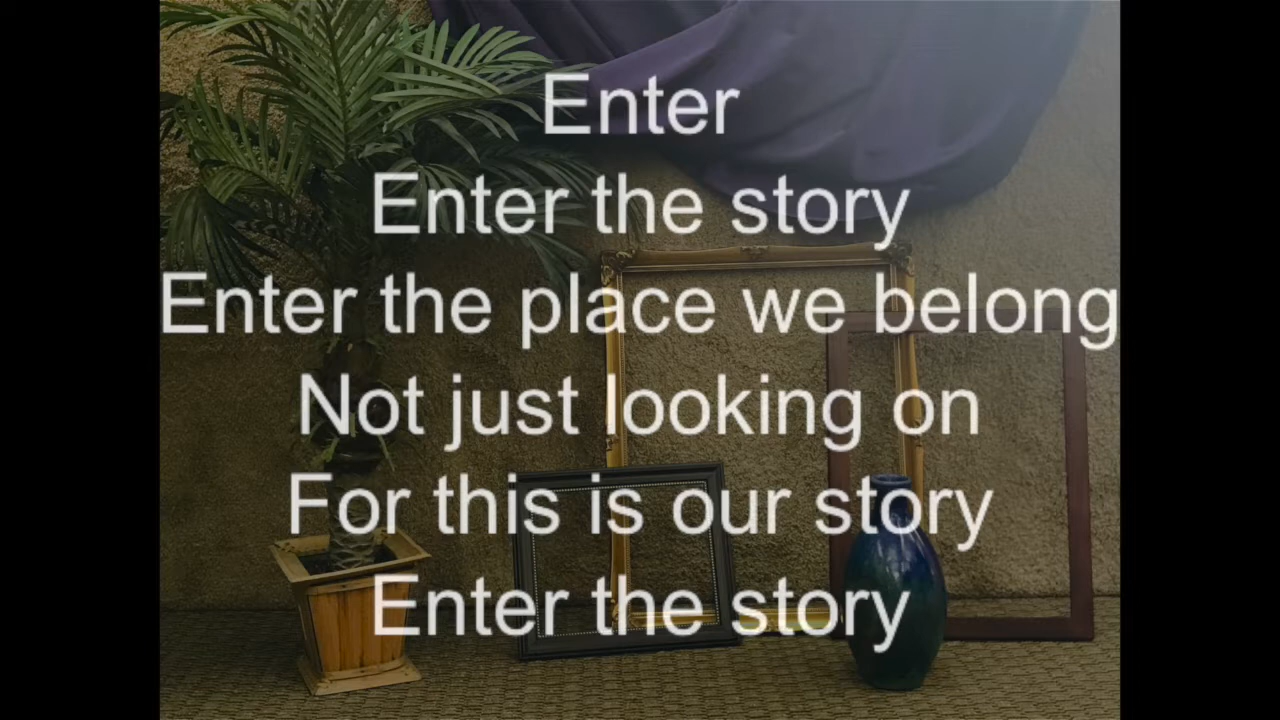 Enter
Enter the story
Enter the place we belong
Not just looking on
For this is our story
Enter the story